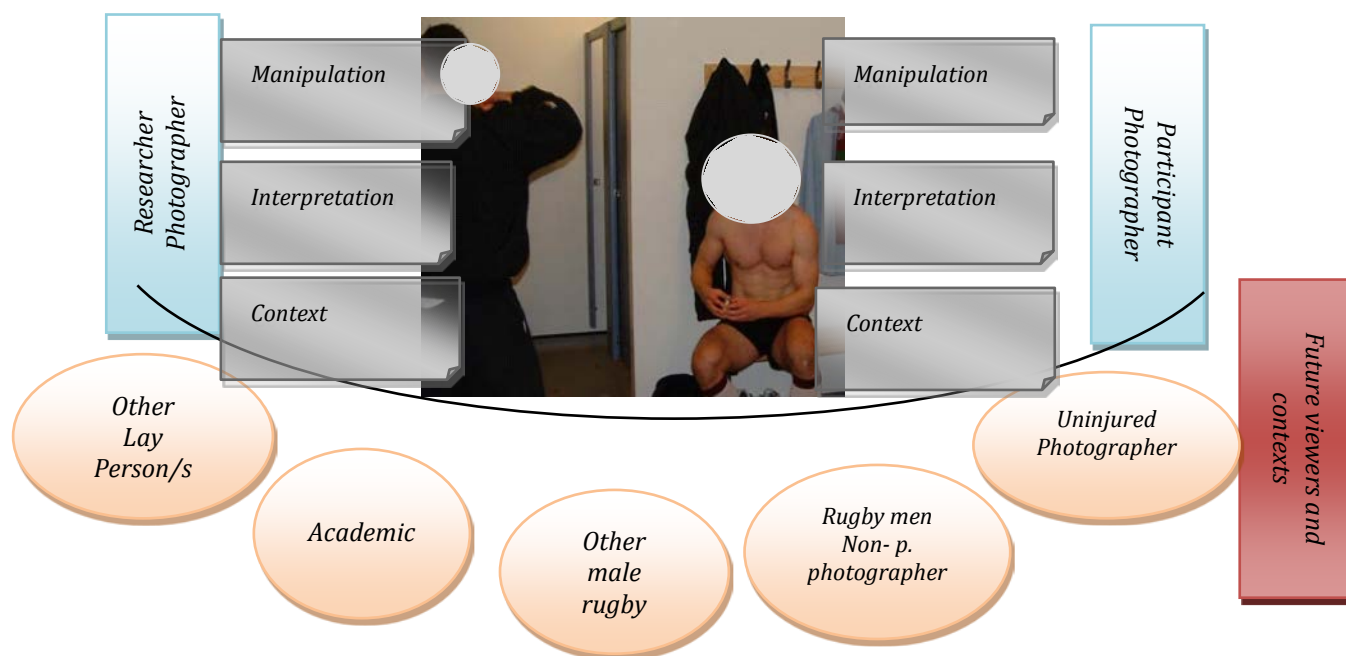 Researcher
Photographer
Manipulation
Interpretation
Context
Manipulation
Interpretation
Context
Participant
Photographer
Other
Lay
Person/s
Academic
Other
male
rugby
Rugby men
Non- p.
photographer
Uninjured
Photographer
Future viewers and
contexts